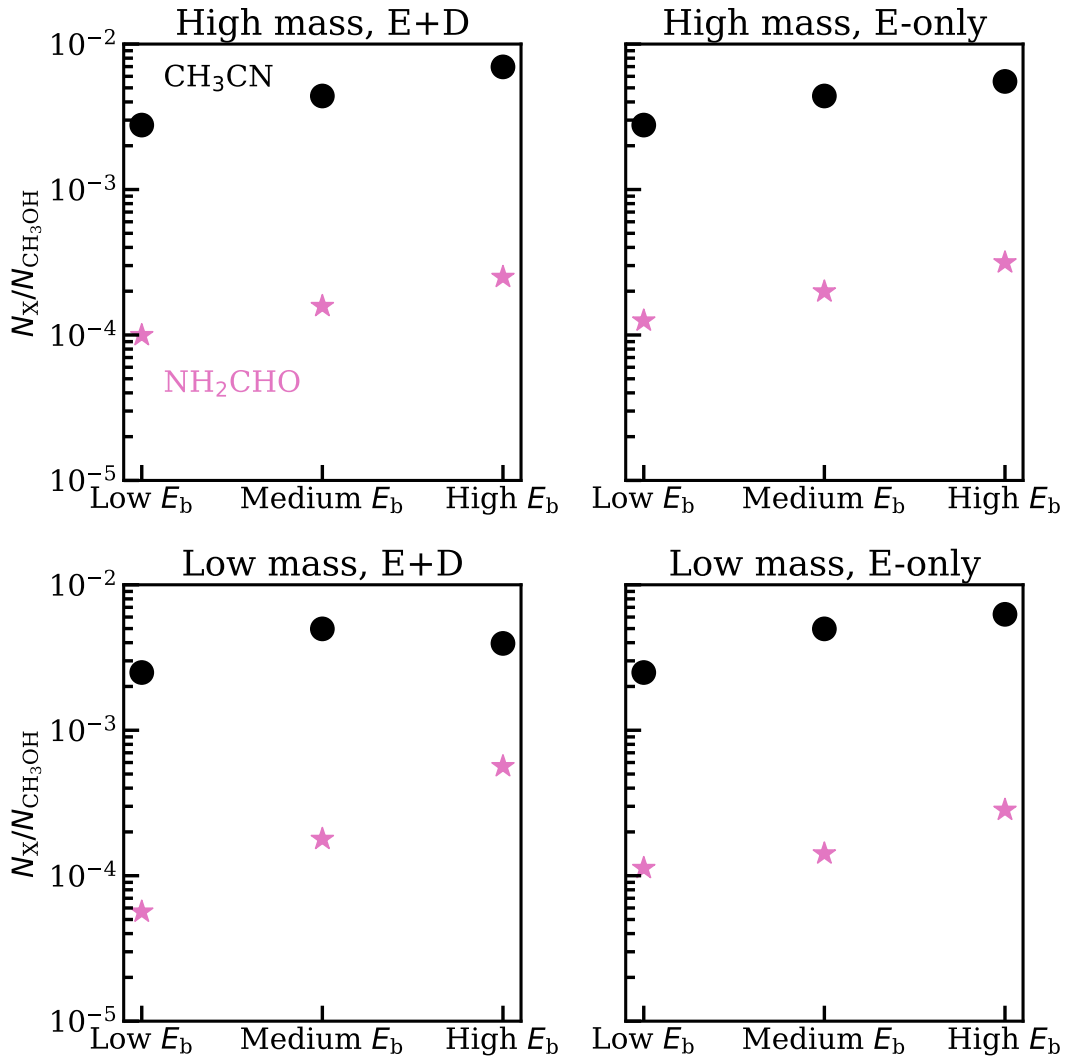 High mass, E+D
High mass, E-only
10⁻²
CH₃CN
10⁻³
N_X/N_CH₃OH
10⁻⁴
NH₂CHO
10⁻⁵
Low E_b Medium E_b High E_b
Low E_b Medium E_b High E_b
Low mass, E+D
Low mass, E-only
10⁻²
10⁻³
N_X/N_CH₃OH
10⁻⁴
10⁻⁵
Low E_b Medium E_b High E_b
Low E_b Medium E_b High E_b